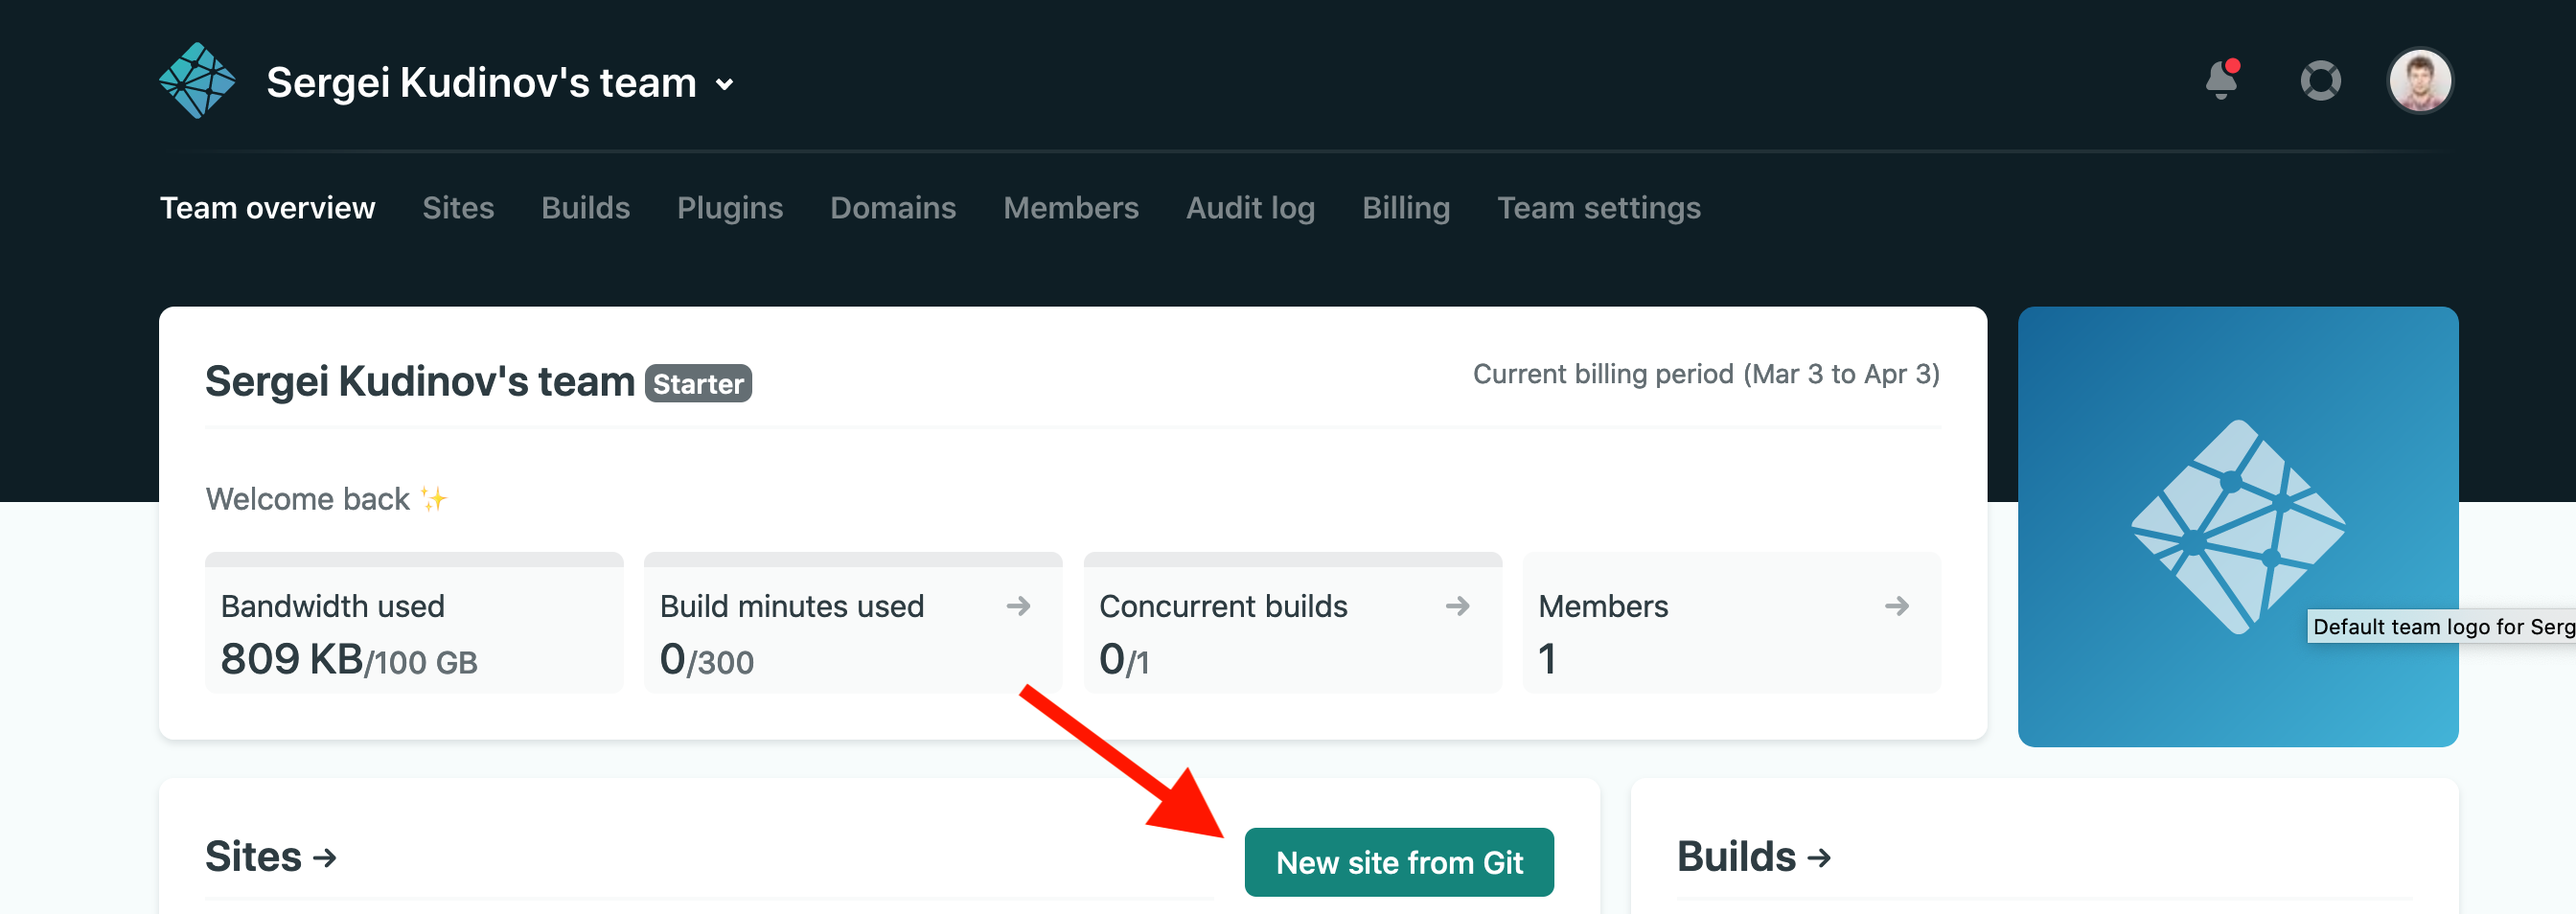 Sergei Kudinov's team
Team overview Sites Builds Plugins Domains Members Audit log Billing Team settings
Sergei Kudinov's team Starter
Current billing period (Mar 3 to Apr 3)
Welcome back ✨
Bandwidth used
809 KB/100 GB
Build minutes used →
0/300
Concurrent builds →
0/1
Members →
1
Default team logo for Serg
Sites →
New site from Git
Builds →